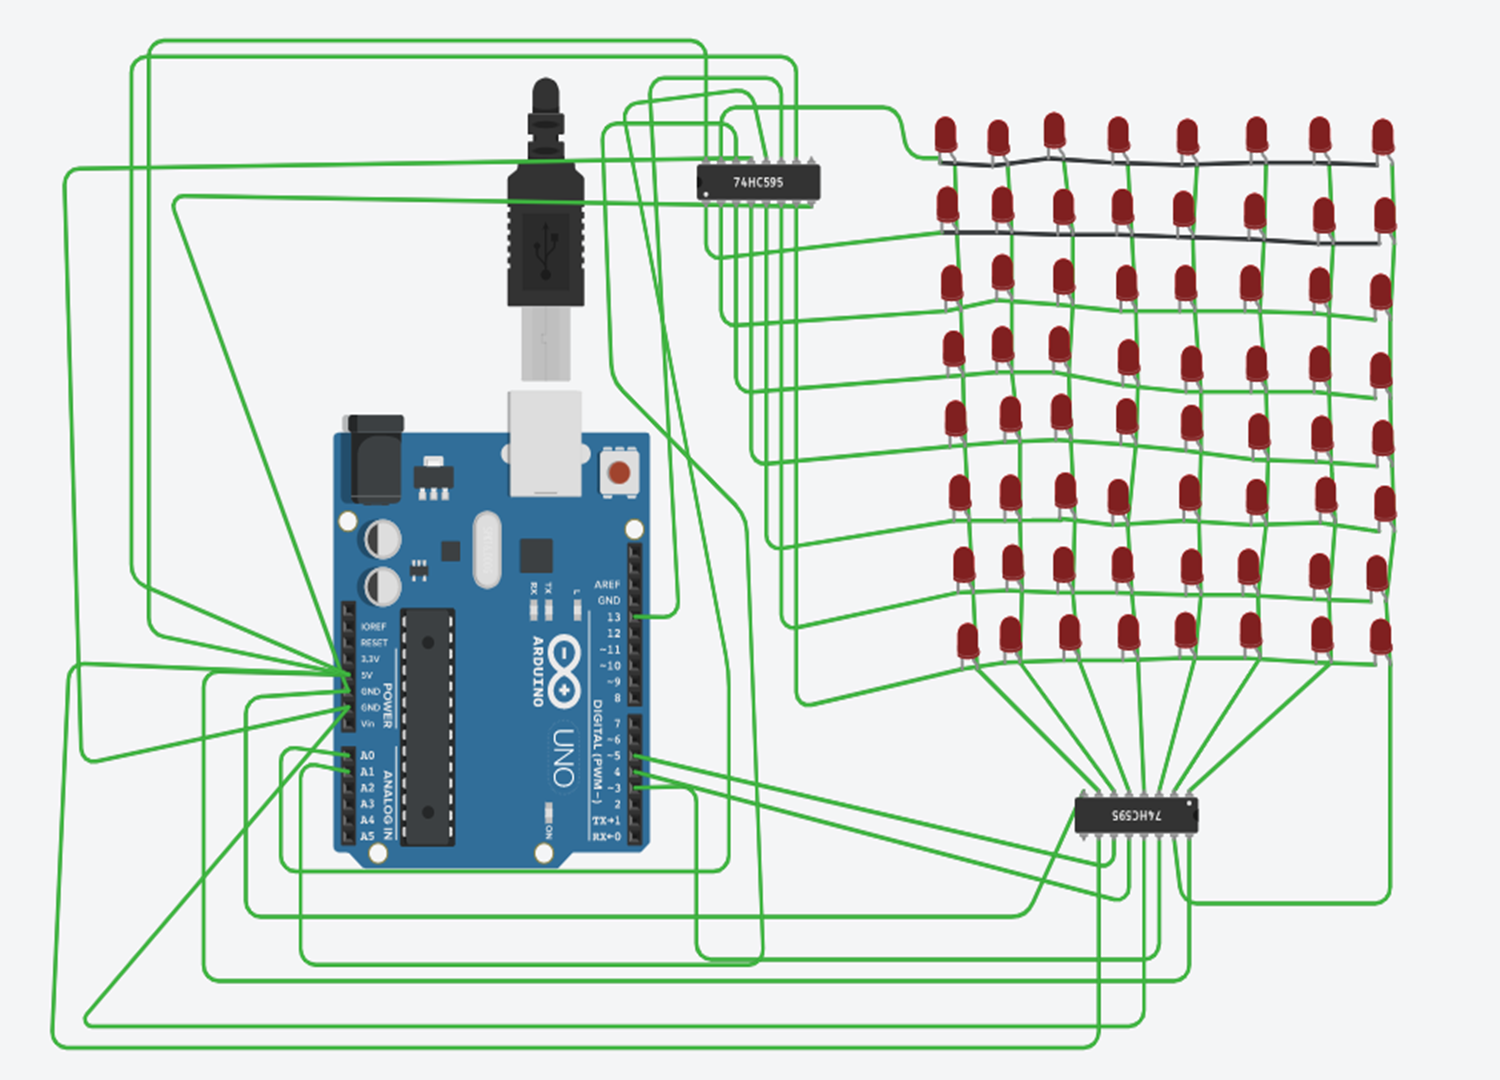 74HC595
AREF
GND
13
12
~11
~10
~9
8
7
~6
~5
4
~3
2
TX→1
RX←0
DIGITAL (PWM~)
RX
TX
L
ARDUINO
UNO
ON
IOREF
RESET
3.3V
5V
GND
GND
Vin
POWER
A0
A1
A2
A3
A4
A5
ANALOG IN
74HC595